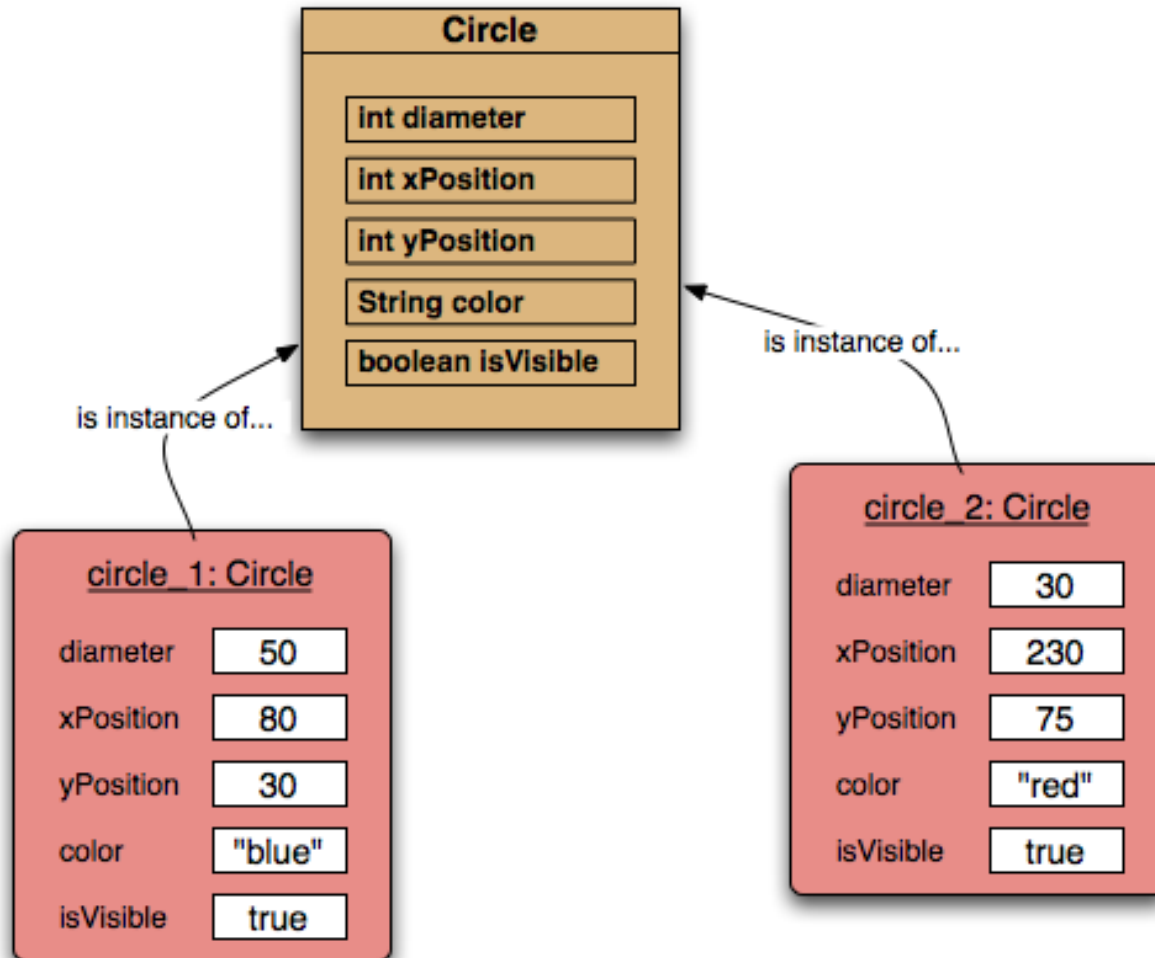 Circle
int diameter
int xPosition
int yPosition
String color
boolean isVisible
is instance of...
is instance of...
circle_1: Circle
diameter 50
xPosition 80
yPosition 30
color "blue"
isVisible true
circle_2: Circle
diameter 30
xPosition 230
yPosition 75
color "red"
isVisible true